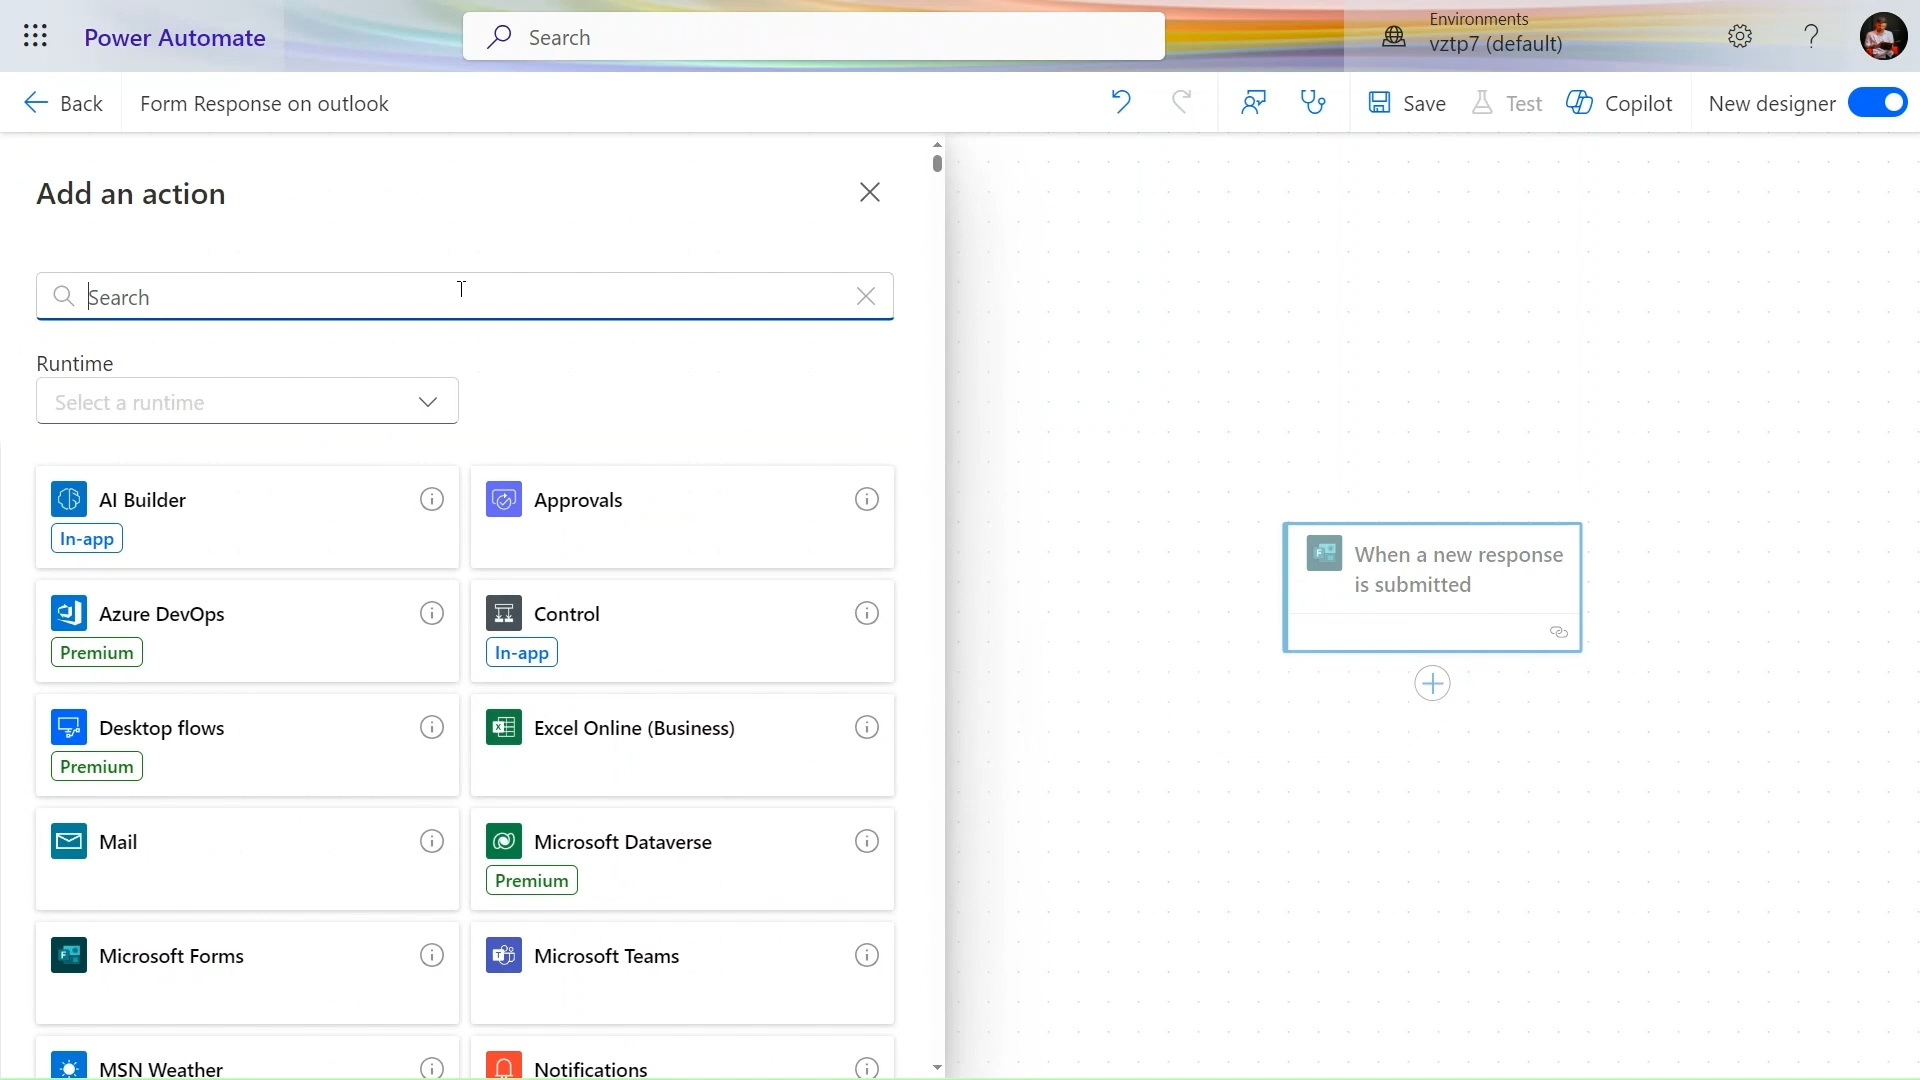 Power Automate
Search
Environments
vztp7 (default)
Back
Form Response on outlook
Save
Test
Copilot
New designer
Add an action
Search
Runtime
Select a runtime
AI Builder
In-app
Approvals
Azure DevOps
Premium
Control
In-app
Desktop flows
Premium
Excel Online (Business)
Mail
Microsoft Dataverse
Premium
Microsoft Forms
Microsoft Teams
MSN Weather
Notifications
When a new response
is submitted